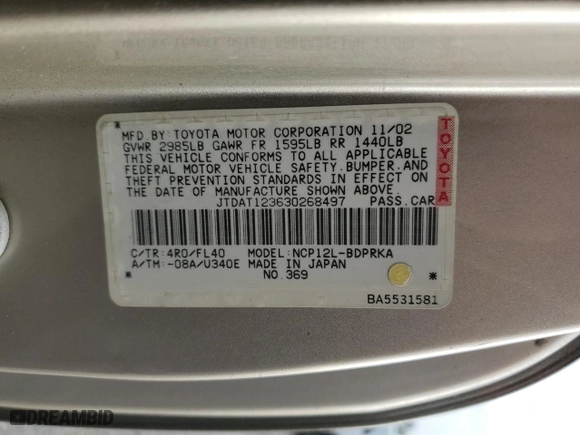 MFD.BY:TOYOTA MOTOR CORPORATION 11/02
GVWR 2985LB GAWR FR 1595LB RR 1440LB
THIS VEHICLE CONFORMS TO ALL APPLICABLE
FEDERAL MOTOR VEHICLE SAFETY,BUMPER,AND
THEFT PREVENTION STANDARDS IN EFFECT ON
THE DATE OF MANUFACTURE SHOWN ABOVE.
JTDAT123630268497 PASS.CAR
TOYOTA
C/TR:4R0/FL40 MODEL:NCP12L-BDPRKA
A/TM:-08A/U340E MADE IN JAPAN
* NO.369 *
BA5531581
DREAMBID